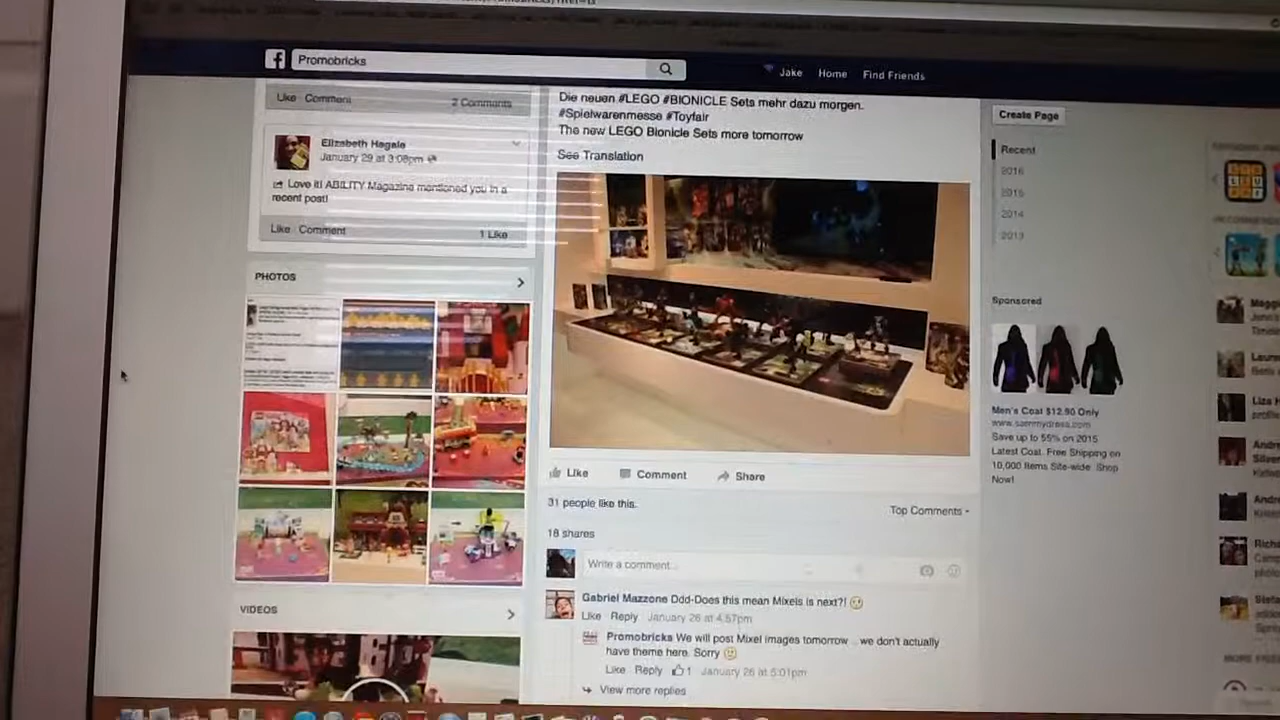 Promobricks
Jake Home Find Friends
Like Comment
2 Comments
Elizabeth Hagale
January 29 at 3:08pm
Love it! ABILITY Magazine mentioned you in a
recent post!
Like Comment
1 Like
PHOTOS
VIDEOS
Die neuen #LEGO #BIONICLE Sets mehr dazu morgen.
#Spielwarenmesse #Toyfair
The new LEGO Bionicle Sets more tomorrow
See Translation
Like Comment Share
31 people like this.
Top Comments
18 shares
Write a comment...
Gabriel Mazzone Ddd-Does this mean Mixels is next?!
Like Reply January 26 at 4:57pm
Promobricks We will post Mixel images tomorrow .. we don't actually
have theme here. Sorry
Like Reply 1 January 26 at 5:01pm
View more replies
Create Page
Recent
2016
2015
2014
2013
Sponsored
Men's Coat $12.90 Only
www.sammydress.com
Save up to 55% on 2015
Latest Coat. Free Shipping on
10,000 Items Site-wide. Shop
Now!
Liza H